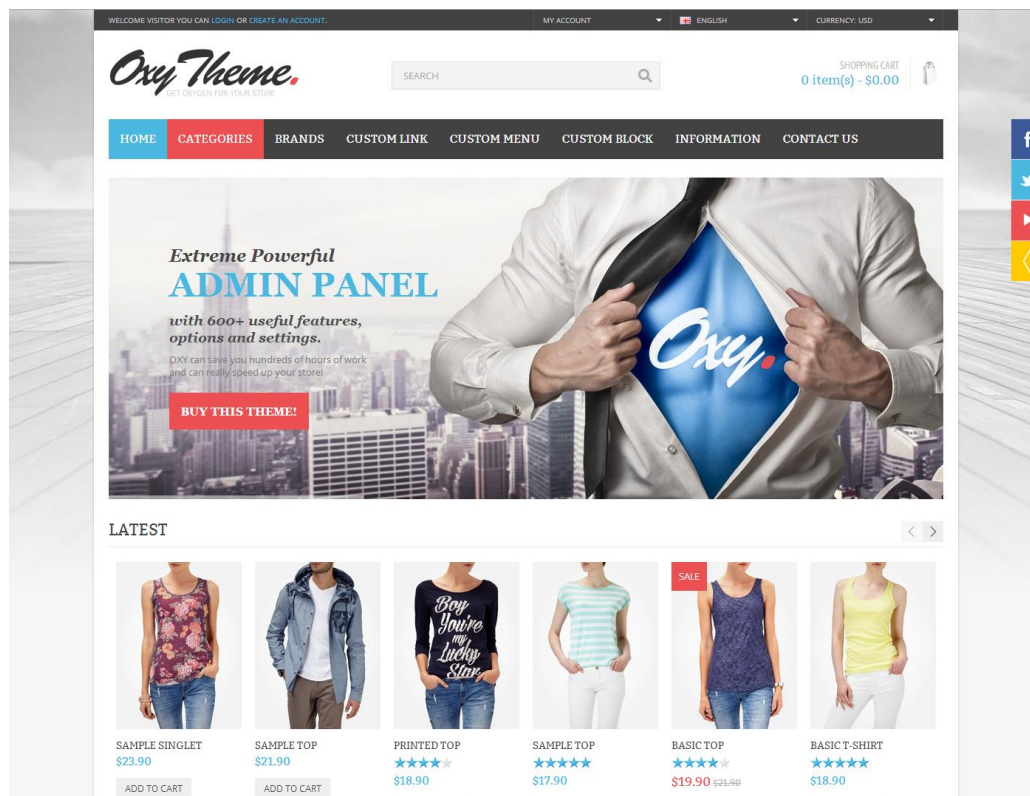 WELCOME VISITOR YOU CAN LOGIN OR CREATE AN ACCOUNT.
MY ACCOUNT
ENGLISH
CURRENCY: USD
Oxy Theme.
GET OXYGEN FOR YOUR STORE
SEARCH
SHOPPING CART
0 item(s) - $0.00
HOME CATEGORIES BRANDS CUSTOM LINK CUSTOM MENU CUSTOM BLOCK INFORMATION CONTACT US
Extreme Powerful
ADMIN PANEL
with 600+ useful features,
options and settings.
OXY can save you hundreds of hours of work
and can really speed up your store!
BUY THIS THEME!
Oxy.
LATEST
Boy
You're
my
Lucky
Star
SALE
SAMPLE SINGLET
$23.90
ADD TO CART
SAMPLE TOP
$21.90
ADD TO CART
PRINTED TOP
$18.90
SAMPLE TOP
$17.90
BASIC TOP
$19.90 $21.90
BASIC T-SHIRT
$18.90